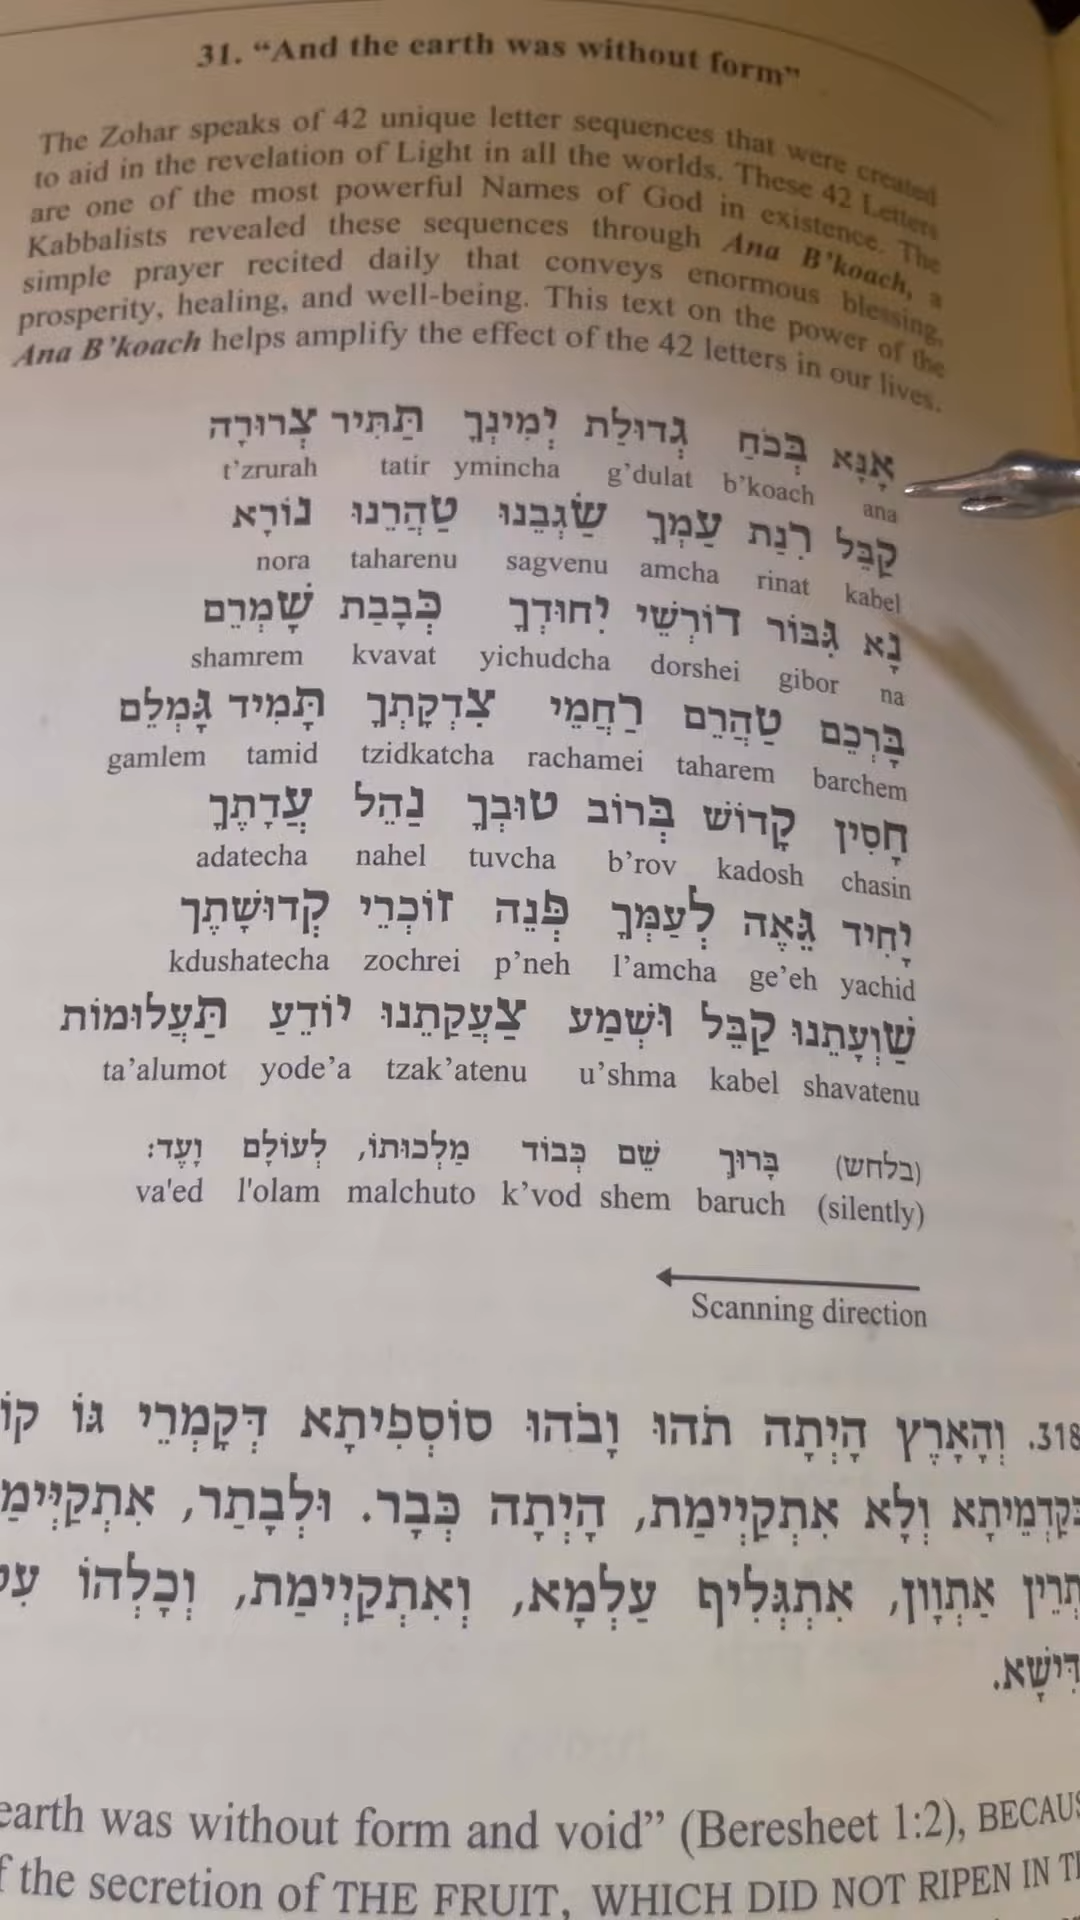 31. “And the earth was without form”
The Zohar speaks of 42 unique letter sequences that were created
to aid in the revelation of Light in all the worlds. These 42 Letters
are one of the most powerful Names of God in existence. The
Kabbalists revealed these sequences through Ana B’koach, a
simple prayer recited daily that conveys enormous blessing,
prosperity, healing, and well-being. This text on the power of the
Ana B’koach helps amplify the effect of the 42 letters in our lives.
אָנָּא בְּכֹחַ גְּדוּלַת יְמִינְךָ תַּתִּיר צְרוּרָה
t’zrurah tatir ymincha g’dulat b’koach ana
קַבֵּל רִנַּת עַמְּךָ שַׂגְּבֵנוּ טַהֲרֵנוּ נוֹרָא
nora taharenu sagvenu amcha rinat kabel
נָא גִּבּוֹר דּוֹרְשֵׁי יִחוּדְךָ כְּבָבַת שָׁמְרֵם
shamrem kvavat yichudcha dorshei gibor na
בָּרְכֵם טַהֲרֵם רַחֲמֵי צִדְקָתְךָ תָּמִיד גָּמְלֵם
gamlem tamid tzidkatcha rachamei taharem barchem
חָסִין קָדוֹשׁ בְּרוֹב טוּבְךָ נַהֵל עֲדָתֶךָ
adatecha nahel tuvcha b’rov kadosh chasin
יָחִיד גֵּאֶה לְעַמְּךָ פְּנֵה זוֹכְרֵי קְדוּשָּׁתֶךָ
kdushatecha zochrei p’neh l’amcha ge’eh yachid
שַׁוְעָתֵנוּ קַבֵּל וּשְׁמַע צַעֲקָתֵנוּ יוֹדֵעַ תַּעֲלוּמוֹת
ta’alumot yode’a tzak’atenu u’shma kabel shavatenu
(בלחש) בָּרוּךְ שֵׁם כְּבוֹד מַלְכוּתוֹ, לְעוֹלָם וָעֶד:
va'ed l'olam malchuto k’vod shem baruch (silently)
Scanning direction
318. וְהָאָרֶץ הָיְתָה תֹהוּ וָבֹהוּ סוֹסְפִיתָא דְּקָמְרֵי גּוֹ קוֹ
בְּקַדְמֵיתָא וְלָא אִתְקַיְּימַת, הָיְתָה כְּבָר. וּלְבָתַר, אִתְקַיְּימַ
תְרֵין אַתְוָון, אִתְגְּלִיף עַלְמָא, וְאִתְקַיְּימַת, וְכָלְהוֹ
דִּישָׁא.
earth was without form and void” (Beresheet 1:2), BECAUS
f the secretion of THE FRUIT, WHICH DID NOT RIPEN IN